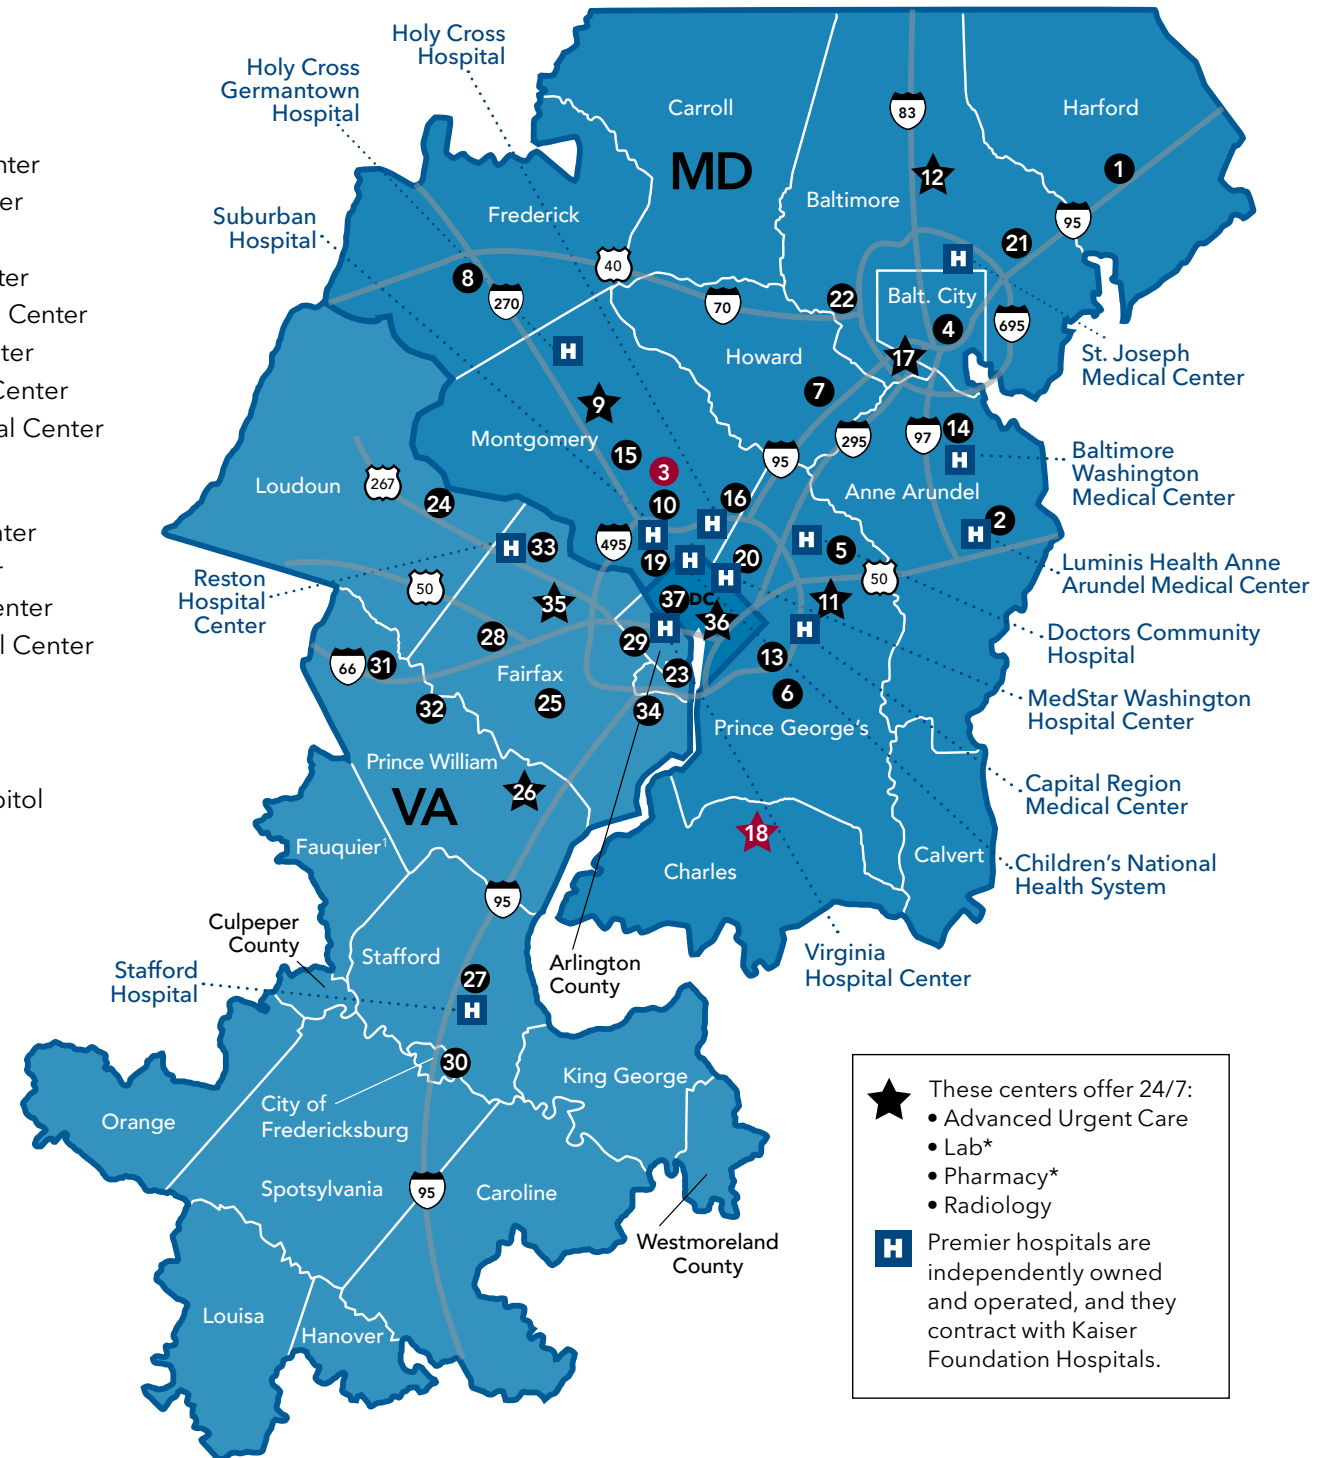 Holy Cross
Hospital
Holy Cross
Germantown
Hospital
Suburban
Hospital
nter
er
ter
Center
ter
Center
al Center
nter
r
enter
l Center
pitol
Carroll
MD
Harford
Baltimore
Frederick
83
12
1
95
21
40
8
270
70
22
Balt. City
4
695
17
Howard
7
St. Joseph
Medical Center
9
Montgomery
15
3
10
16
95
295
97
14
Baltimore
Washington
Medical Center
Anne Arundel
2
Luminis Health Anne
Arundel Medical Center
Loudoun
267
24
495
33
19
20
5
50
Reston
Hospital
Center
50
35
37
DC
36
11
Doctors Community
Hospital
28
29
13
66
31
Fairfax
23
6
MedStar Washington
Hospital Center
32
25
34
Prince George's
Prince William
26
VA
Capital Region
Medical Center
18
Fauquier1
Charles
Calvert
Children's National
Health System
95
Culpeper
County
Stafford
Arlington
County
Virginia
Hospital Center
Stafford
Hospital
27
30
King George
City of
Fredericksburg
Orange
Spotsylvania
95
Caroline
Westmoreland
County
Louisa
Hanover
These centers offer 24/7:
• Advanced Urgent Care
• Lab*
• Pharmacy*
• Radiology
H
Premier hospitals are
independently owned
and operated, and they
contract with Kaiser
Foundation Hospitals.
H
H
H
H
H
H
H
H
H
H
H
H
H